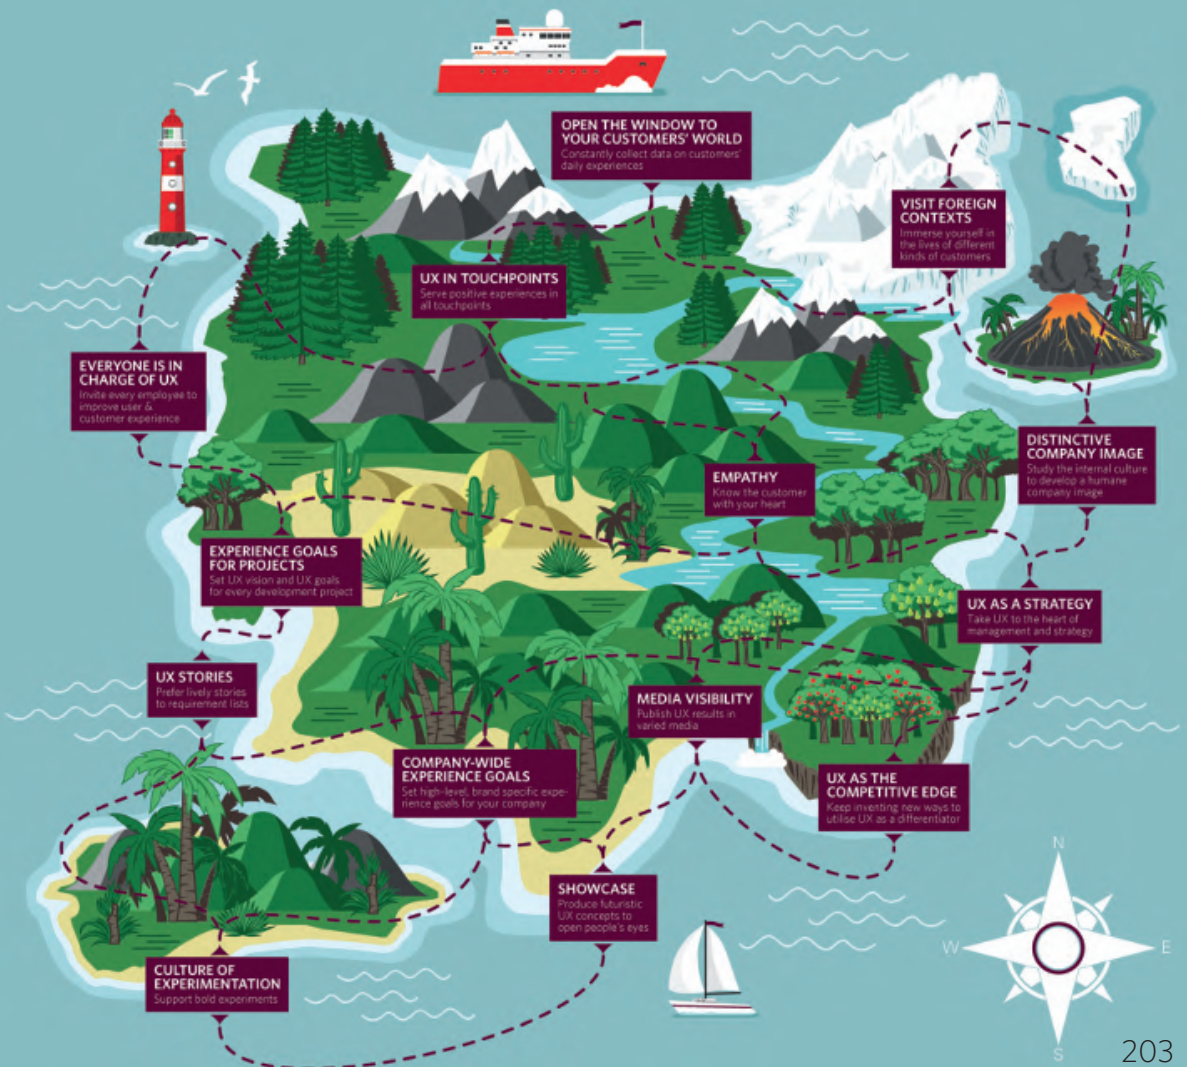 OPEN THE WINDOW TO
YOUR CUSTOMERS' WORLD
Constantly collect data on customers'
daily experiences
VISIT FOREIGN
CONTEXTS
Immerse yourself in
the lives of different
kinds of customers
UX IN TOUCHPOINTS
Serve positive experiences in
all touchpoints
EVERYONE IS IN
CHARGE OF UX
Invite every employee to
improve user &
customer experience
DISTINCTIVE
COMPANY IMAGE
Study the internal culture
to develop a humane
company image
EMPATHY
Know the customer
with your heart
EXPERIENCE GOALS
FOR PROJECTS
Set UX vision and UX goals
for every development project
UX AS A STRATEGY
Take UX to the heart of
management and strategy
UX STORIES
Prefer lively stories
to requirement lists
MEDIA VISIBILITY
Publish UX results in
varied media
COMPANY-WIDE
EXPERIENCE GOALS
Set high-level, brand specific expe-
rience goals for your company
UX AS THE
COMPETITIVE EDGE
Keep inventing new ways to
utilise UX as a differentiator
SHOWCASE
Produce futuristic
UX concepts to
open people's eyes
CULTURE OF
EXPERIMENTATION
Support bold experiments
N
W
E
S
203